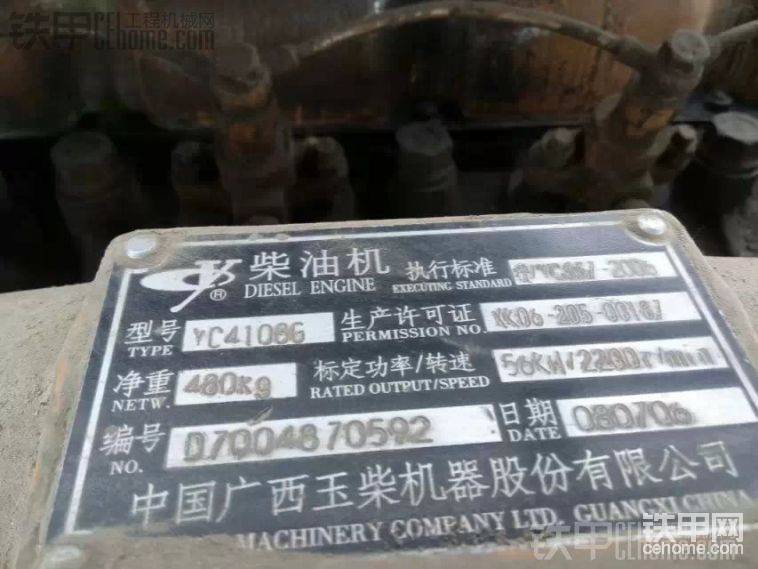 铁甲 工程机械网
cehome.com
柴油机 执行标准
DIESEL ENGINE EXECUTING STANDARD
型号 YC4108G 生产许可证 XK06-205-00187
TYPE PERMISSION NO.
净重 480kg 标定功率/转速 56KW/2200r/min
NETW. RATED OUTPUT/SPEED
编号 D7004870592 日期 080706
NO. DATE
中国广西玉柴机器股份有限公司
MACHINERY COMPANY LTD. GUANGXI CHINA
铁甲网
cehome.com